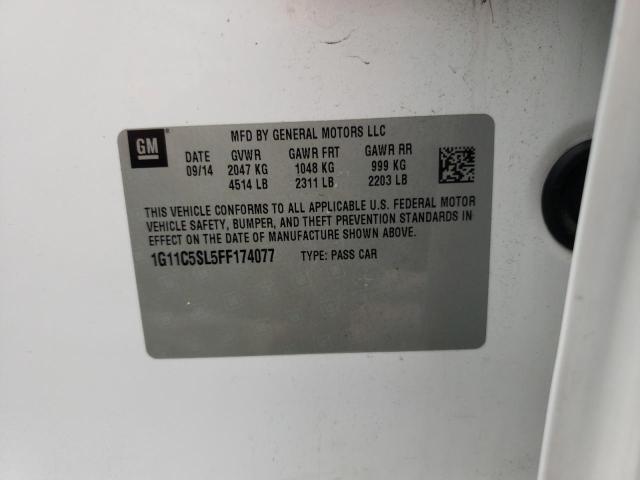 GM
MFD BY GENERAL MOTORS LLC
DATE GVWR GAWR FRT GAWR RR
09/14 2047 KG 1048 KG 999 KG
4514 LB 2311 LB 2203 LB
THIS VEHICLE CONFORMS TO ALL APPLICABLE U.S. FEDERAL MOTOR
VEHICLE SAFETY, BUMPER, AND THEFT PREVENTION STANDARDS IN
EFFECT ON THE DATE OF MANUFACTURE SHOWN ABOVE.
1G11C5SL5FF174077 TYPE: PASS CAR